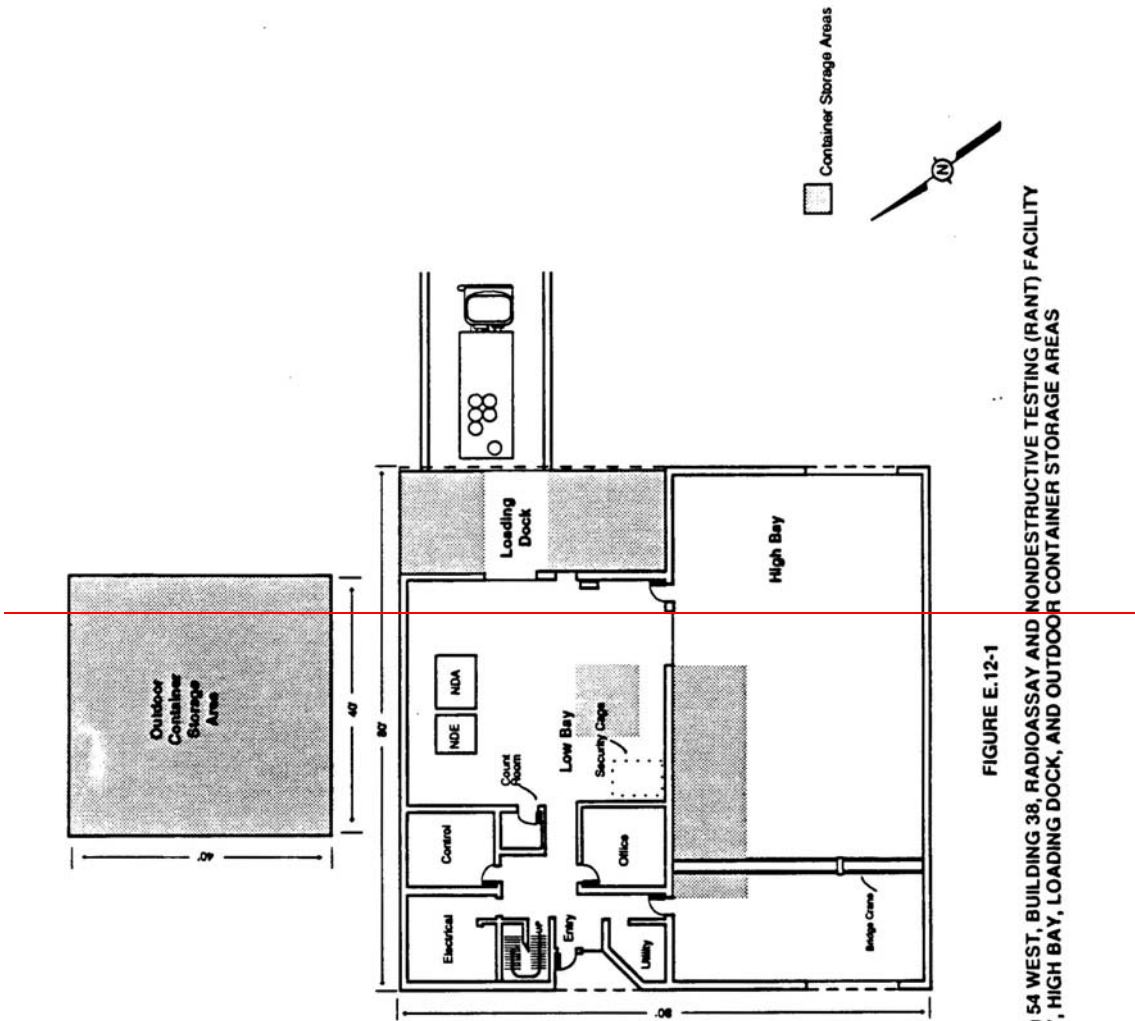 Outdoor
Container
Storage
Area
40'
40'
80'
80'
Container Storage Areas
N
Loading
Dock
NDA
NDE
Count
Room
Low Bay
Security Cage
Control
Office
Electrical
UP
Entry
Utility
High Bay
Bridge Crane
FIGURE E.12-1
54 WEST, BUILDING 38, RADIOASSAY AND NONDESTRUCTIVE TESTING (RANT) FACILITY
, HIGH BAY, LOADING DOCK, AND OUTDOOR CONTAINER STORAGE AREAS